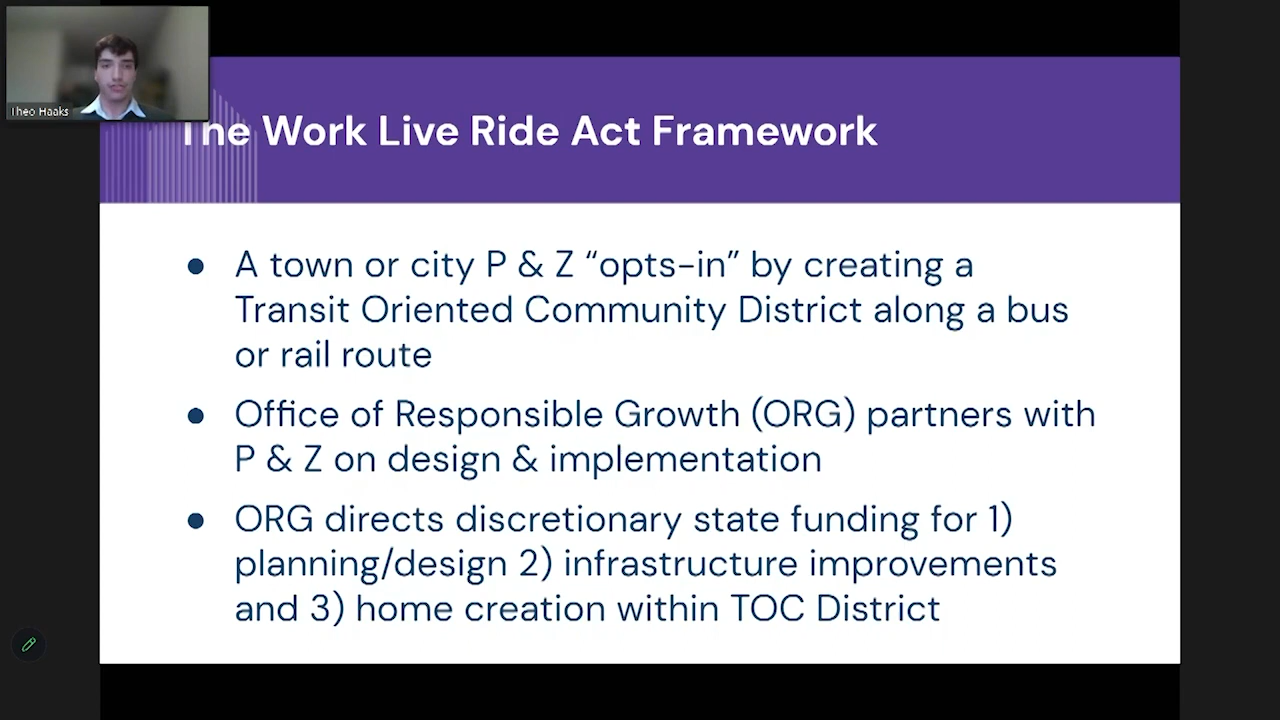 Theo Haaks
The Work Live Ride Act Framework
● A town or city P & Z “opts-in” by creating a
Transit Oriented Community District along a bus
or rail route
● Office of Responsible Growth (ORG) partners with
P & Z on design & implementation
● ORG directs discretionary state funding for 1)
planning/design 2) infrastructure improvements
and 3) home creation within TOC District